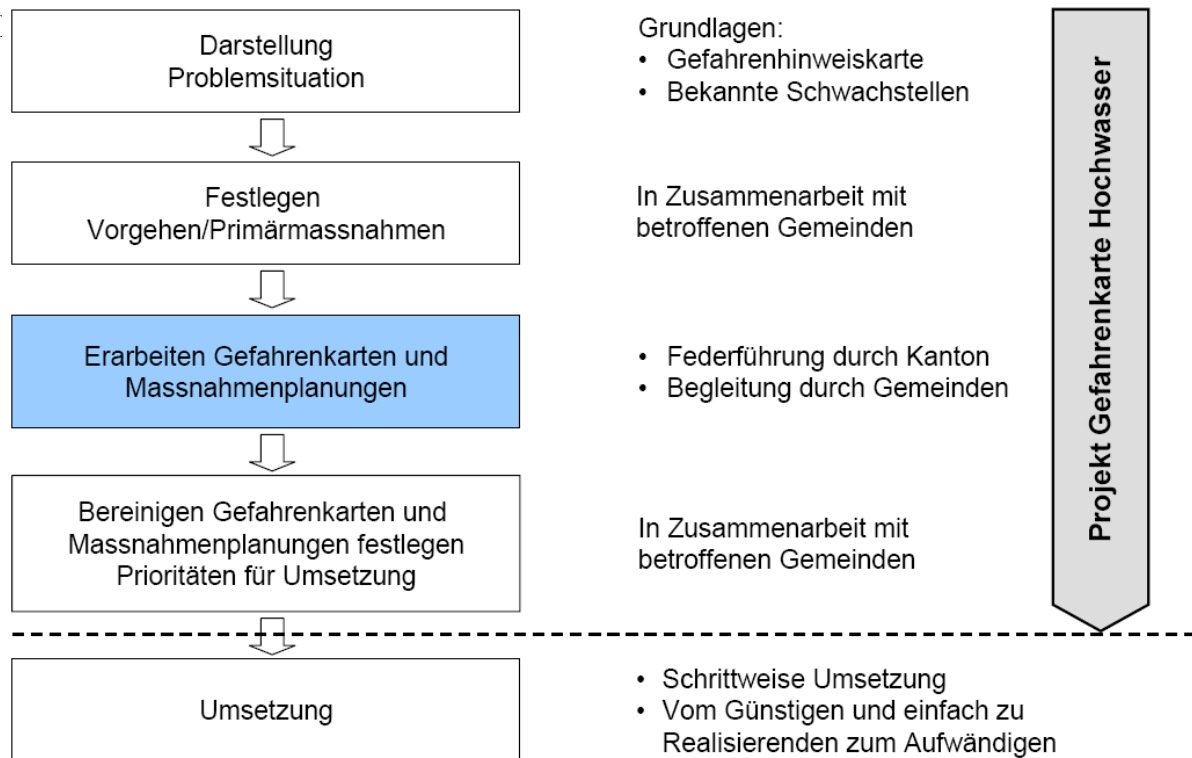 Darstellung
Problemsituation
Grundlagen:
• Gefahrenhinweiskarte
• Bekannte Schwachstellen
Festlegen
Vorgehen/Primärmassnahmen
In Zusammenarbeit mit
betroffenen Gemeinden
Erarbeiten Gefahrenkarten und
Massnahmenplanungen
• Federführung durch Kanton
• Begleitung durch Gemeinden
Bereinigen Gefahrenkarten und
Massnahmenplanungen festlegen
Prioritäten für Umsetzung
In Zusammenarbeit mit
betroffenen Gemeinden
Umsetzung
• Schrittweise Umsetzung
• Vom Günstigen und einfach zu
Realisierenden zum Aufwändigen
Projekt Gefahrenkarte Hochwasser